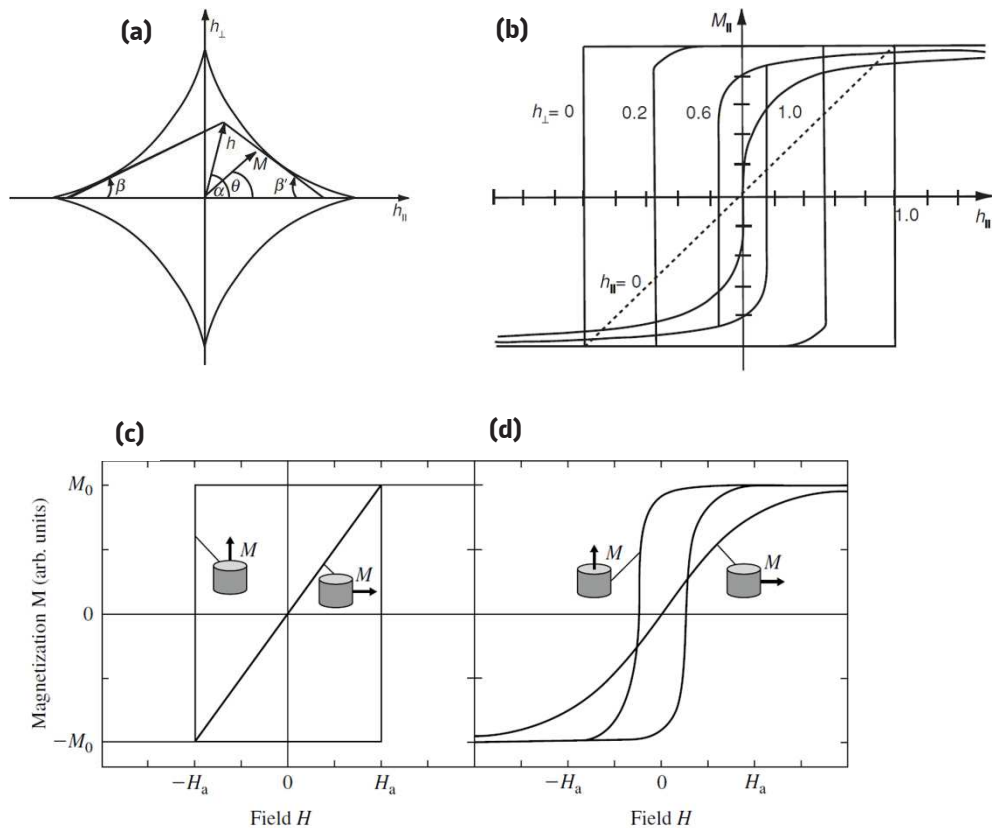 (a)
h⊥
h
M
β
α
θ
β'
h∥
(b)
M∥
h⊥= 0
0.2
0.6
1.0
1.0
h∥
h∥= 0
(c)
(d)
Magnetization M (arb. units)
M₀
0
−M₀
M
M
M
M
−Hₐ
0
Hₐ
−Hₐ
0
Hₐ
Field H
Field H